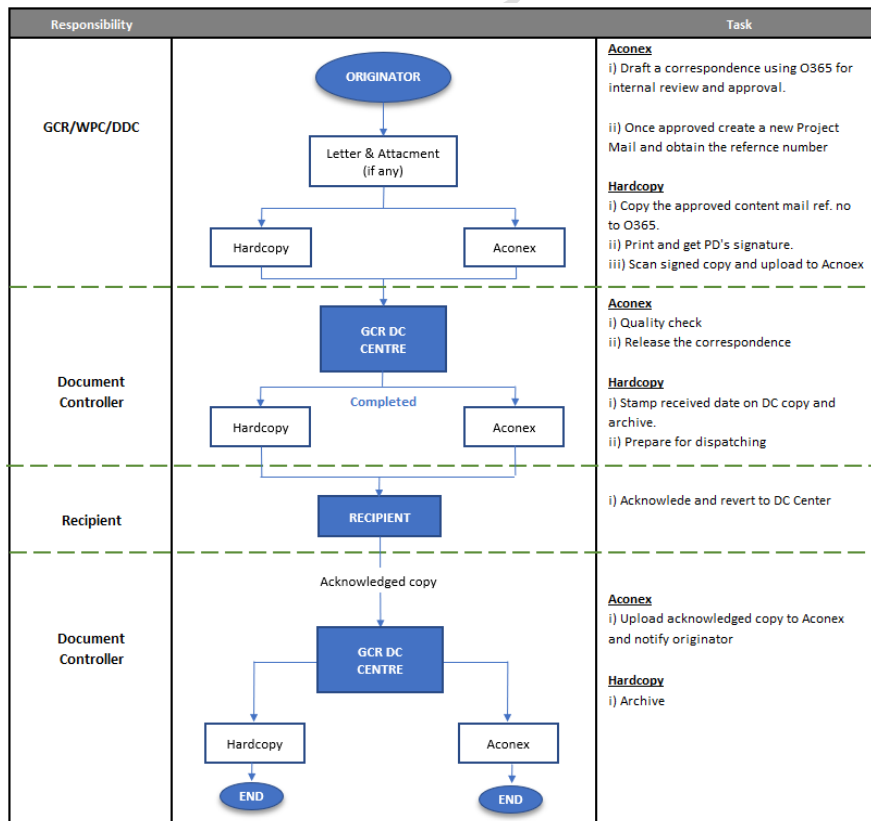 Responsibility
Task
GCR/WPC/DDC
ORIGINATOR
Letter & Attacment
(if any)
Hardcopy
Aconex
Aconex
i) Draft a correspondence using O365 for
internal review and approval.
ii) Once approved create a new Project
Mail and obtain the refernce number
Hardcopy
i) Copy the approved content mail ref. no
to O365.
ii) Print and get PD's signature.
iii) Scan signed copy and upload to Acnoex
Document
Controller
GCR DC
CENTRE
Completed
Hardcopy
Aconex
Aconex
i) Quality check
ii) Release the correspondence
Hardcopy
i) Stamp received date on DC copy and
archive.
ii) Prepare for dispatching
Recipient
RECIPIENT
i) Acknowlede and revert to DC Center
Acknowledged copy
Document
Controller
GCR DC
CENTRE
Hardcopy
Aconex
END
END
Aconex
i) Upload acknowledged copy to Aconex
and notify originator
Hardcopy
i) Archive